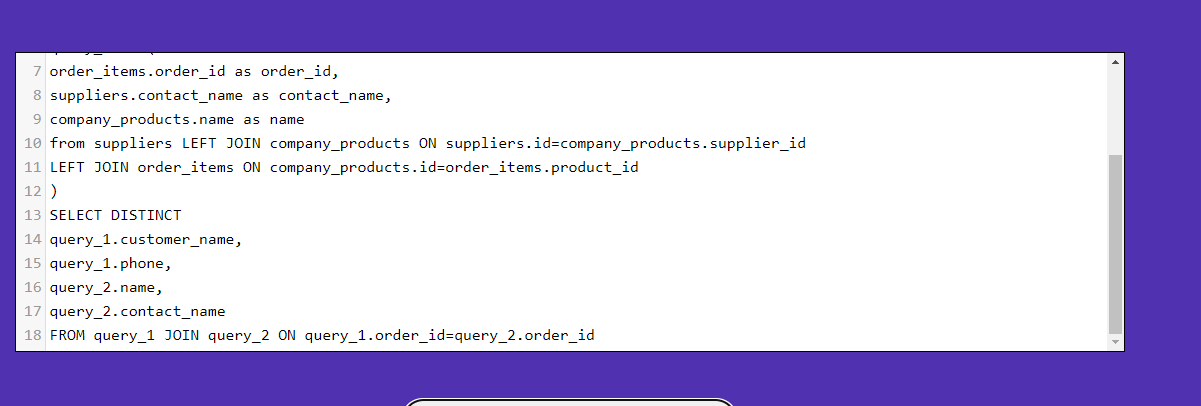 7 order_items.order_id as order_id,
8 suppliers.contact_name as contact_name,
9 company_products.name as name
10 from suppliers LEFT JOIN company_products ON suppliers.id=company_products.supplier_id
11 LEFT JOIN order_items ON company_products.id=order_items.product_id
12 )
13 SELECT DISTINCT
14 query_1.customer_name,
15 query_1.phone,
16 query_2.name,
17 query_2.contact_name
18 FROM query_1 JOIN query_2 ON query_1.order_id=query_2.order_id